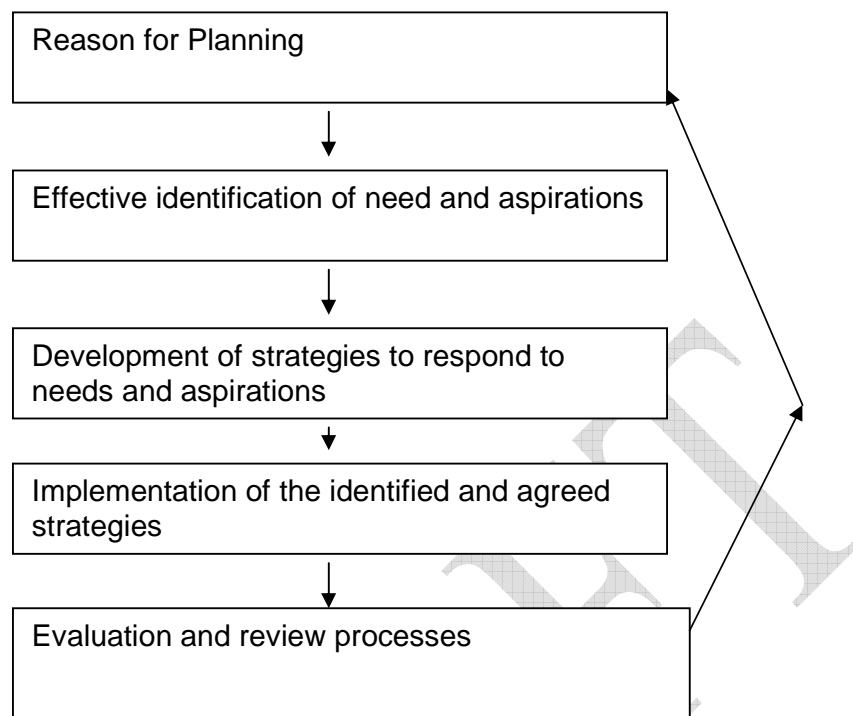 Reason for Planning
Effective identification of need and aspirations
Development of strategies to respond to
needs and aspirations
Implementation of the identified and agreed
strategies
Evaluation and review processes